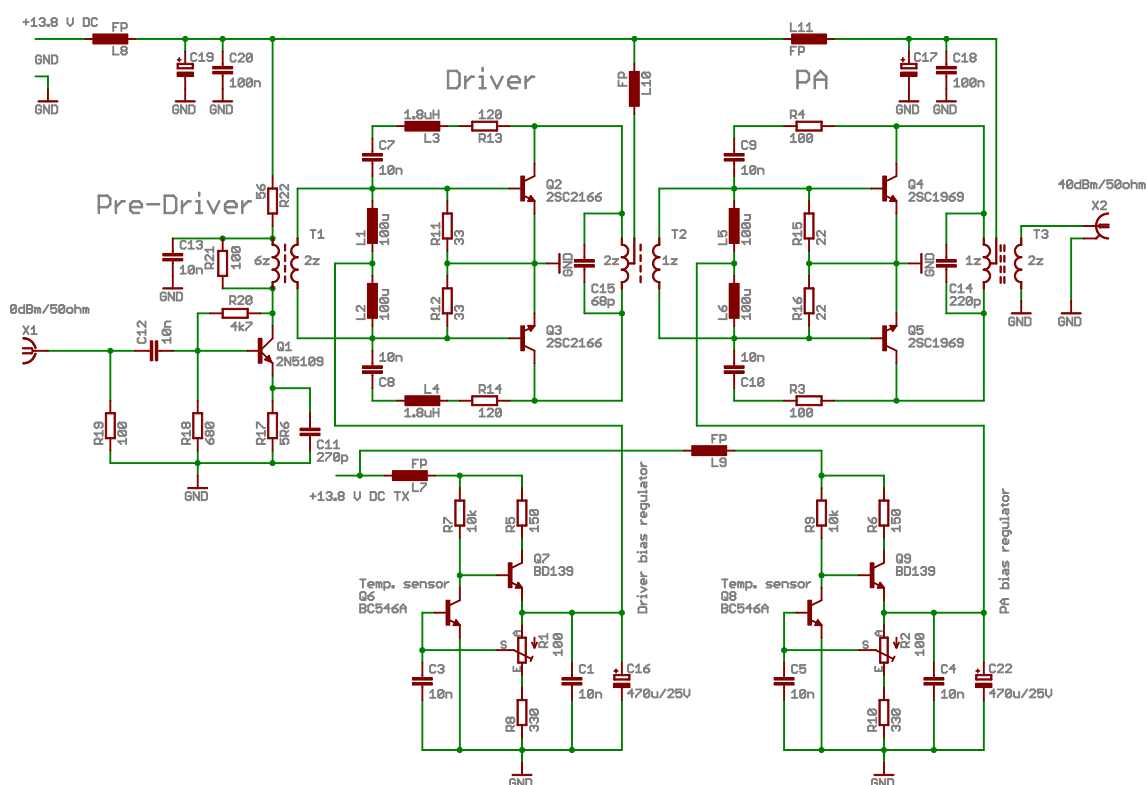 +13.8 V DC
FP
L8
GND
GND
C19
GND
C20
100n
GND
Driver
FP
L10
L11
FP
PA
C17
GND
C18
100n
GND
Pre-Driver
56
R22
C13
10n
GND
R21
100
6z
T1
2z
C7
10n
1.8uH
L3
120
R13
Q2
2SC2166
L1
100u
L2
100u
R11
33
R12
33
GND
C15
68p
2z
T2
1z
Q3
2SC2166
10n
C8
L4
1.8uH
R14
120
C9
10n
R4
100
Q4
2SC1969
L5
100u
L6
100u
R15
22
R16
22
GND
C14
220p
1z
T3
2z
GND
40dBm/50ohm
X2
GND
Q5
2SC1969
10n
C10
R3
100
0dBm/50ohm
X1
C12
10n
R20
4k7
Q1
2N5109
R19
100
R18
680
R17
5R6
C11
270p
GND
+13.8 V DC TX
FP
L7
FP
L9
R7
10k
R5
150
Q7
BD139
Temp. sensor
Q6
BC546A
Driver bias regulator
S
A
E
R1
100
C3
10n
R8
330
C1
10n
C16
470u/25V
GND
R9
10k
R6
150
Q9
BD139
Temp. sensor
Q8
BC546A
PA bias regulator
S
A
E
R2
100
C5
10n
R10
330
C4
10n
C22
470u/25V
GND